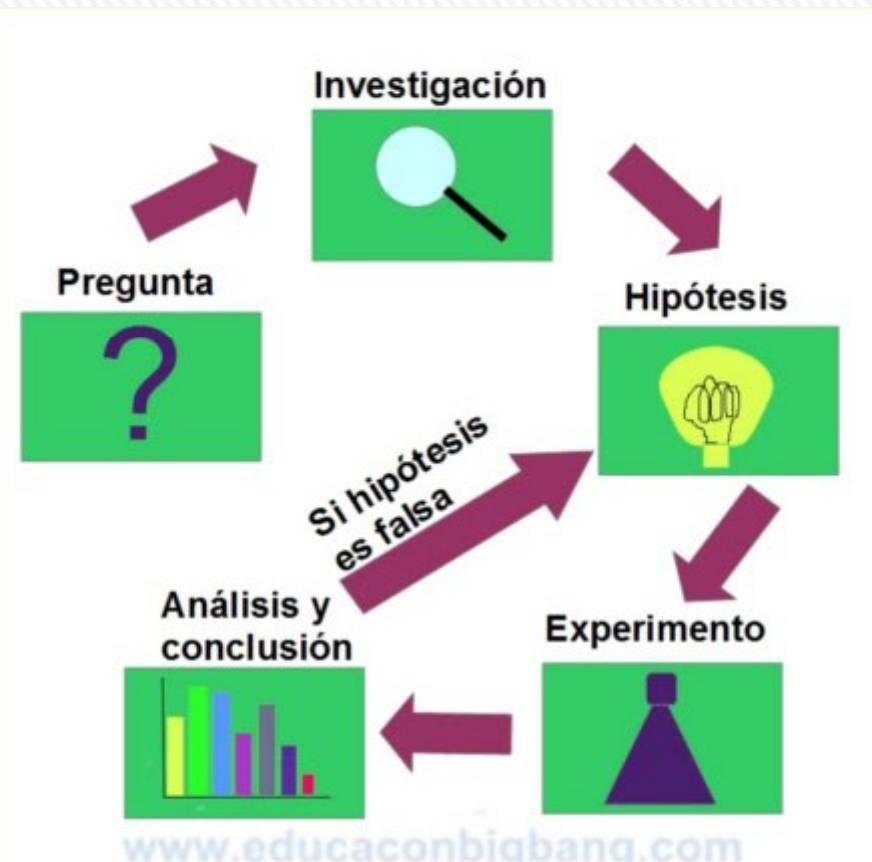 Investigación
Pregunta
Hipótesis
Si hipótesis
es falsa
Análisis y
conclusión
Experimento
?
www.educaconbigbang.com